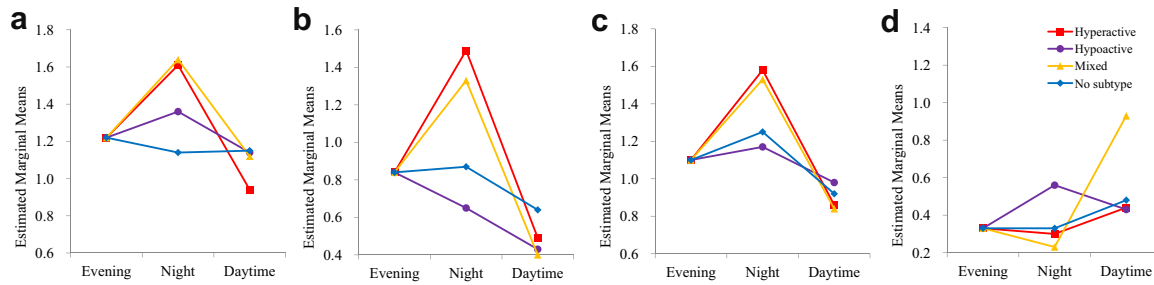 a
Estimated Marginal Means
1.8
1.6
1.4
1.2
1.0
0.8
0.6
Evening Night Daytime
b
Estimated Marginal Means
1.6
1.4
1.2
1.0
0.8
0.6
0.4
Evening Night Daytime
c
Estimated Marginal Means
1.8
1.6
1.4
1.2
1.0
0.8
0.6
Evening Night Daytime
d
Estimated Marginal Means
1.4
1.2
1.0
0.8
0.6
0.4
0.2
Hyperactive
Hypoactive
Mixed
No subtype
Evening Night Daytime